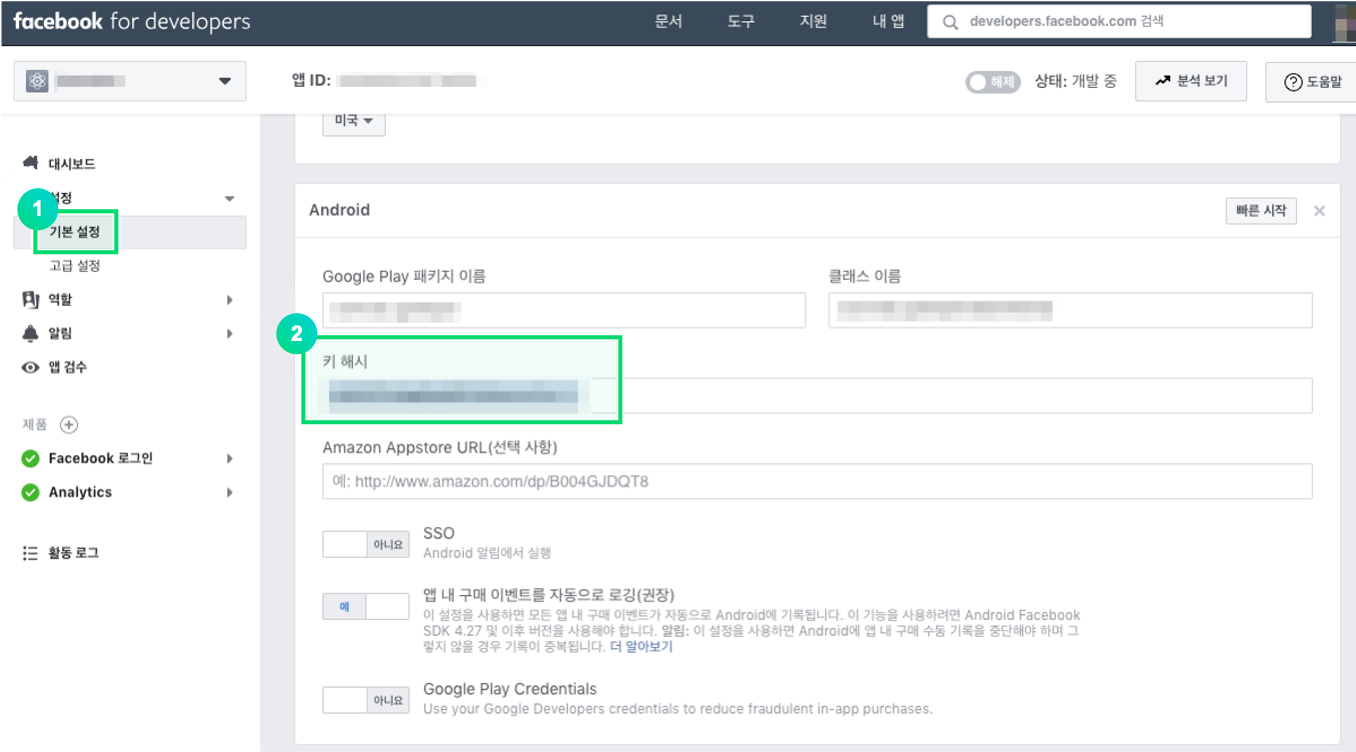 facebook for developers
문서
도구
지원
내 앱
developers.facebook.com 검색
앱 ID:
해제
상태: 개발 중
분석 보기
도움말
대시보드
설정
1
기본 설정
고급 설정
역할
알림
앱 검수
제품
Facebook 로그인
Analytics
활동 로그
미국
Android
빠른 시작
Google Play 패키지 이름
클래스 이름
2
키 해시
Amazon Appstore URL(선택 사항)
예: http://www.amazon.com/dp/B004GJDQT8
아니요
SSO
Android 알림에서 실행
예
앱 내 구매 이벤트를 자동으로 로깅(권장)
이 설정을 사용하면 모든 앱 내 구매 이벤트가 자동으로 Android에 기록됩니다. 이 기능을 사용하려면 Android Facebook
SDK 4.27 및 이후 버전을 사용해야 합니다. 알림: 이 설정을 사용하면 Android에 앱 내 구매 수동 기록을 중단해야 하며 그
렇지 않을 경우 기록이 중복됩니다. 더 알아보기
아니요
Google Play Credentials
Use your Google Developers credentials to reduce fraudulent in-app purchases.